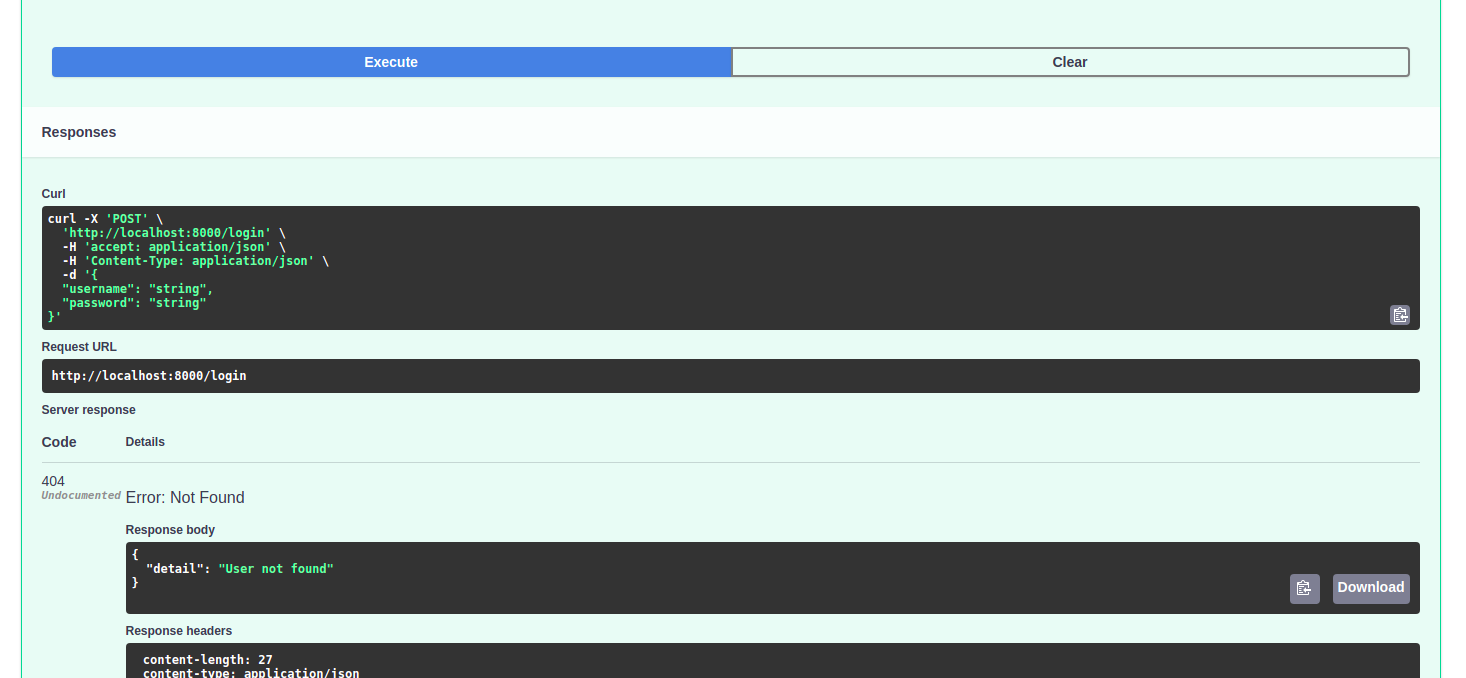 Execute
Clear
Responses
Curl
curl -X 'POST' \
  'http://localhost:8000/login' \
  -H 'accept: application/json' \
  -H 'Content-Type: application/json' \
  -d '{
  "username": "string",
  "password": "string"
}'
Request URL
http://localhost:8000/login
Server response
Code Details
404
Undocumented
Error: Not Found
Response body
{
  "detail": "User not found"
}
Download
Response headers
content-length: 27
content-type: application/json